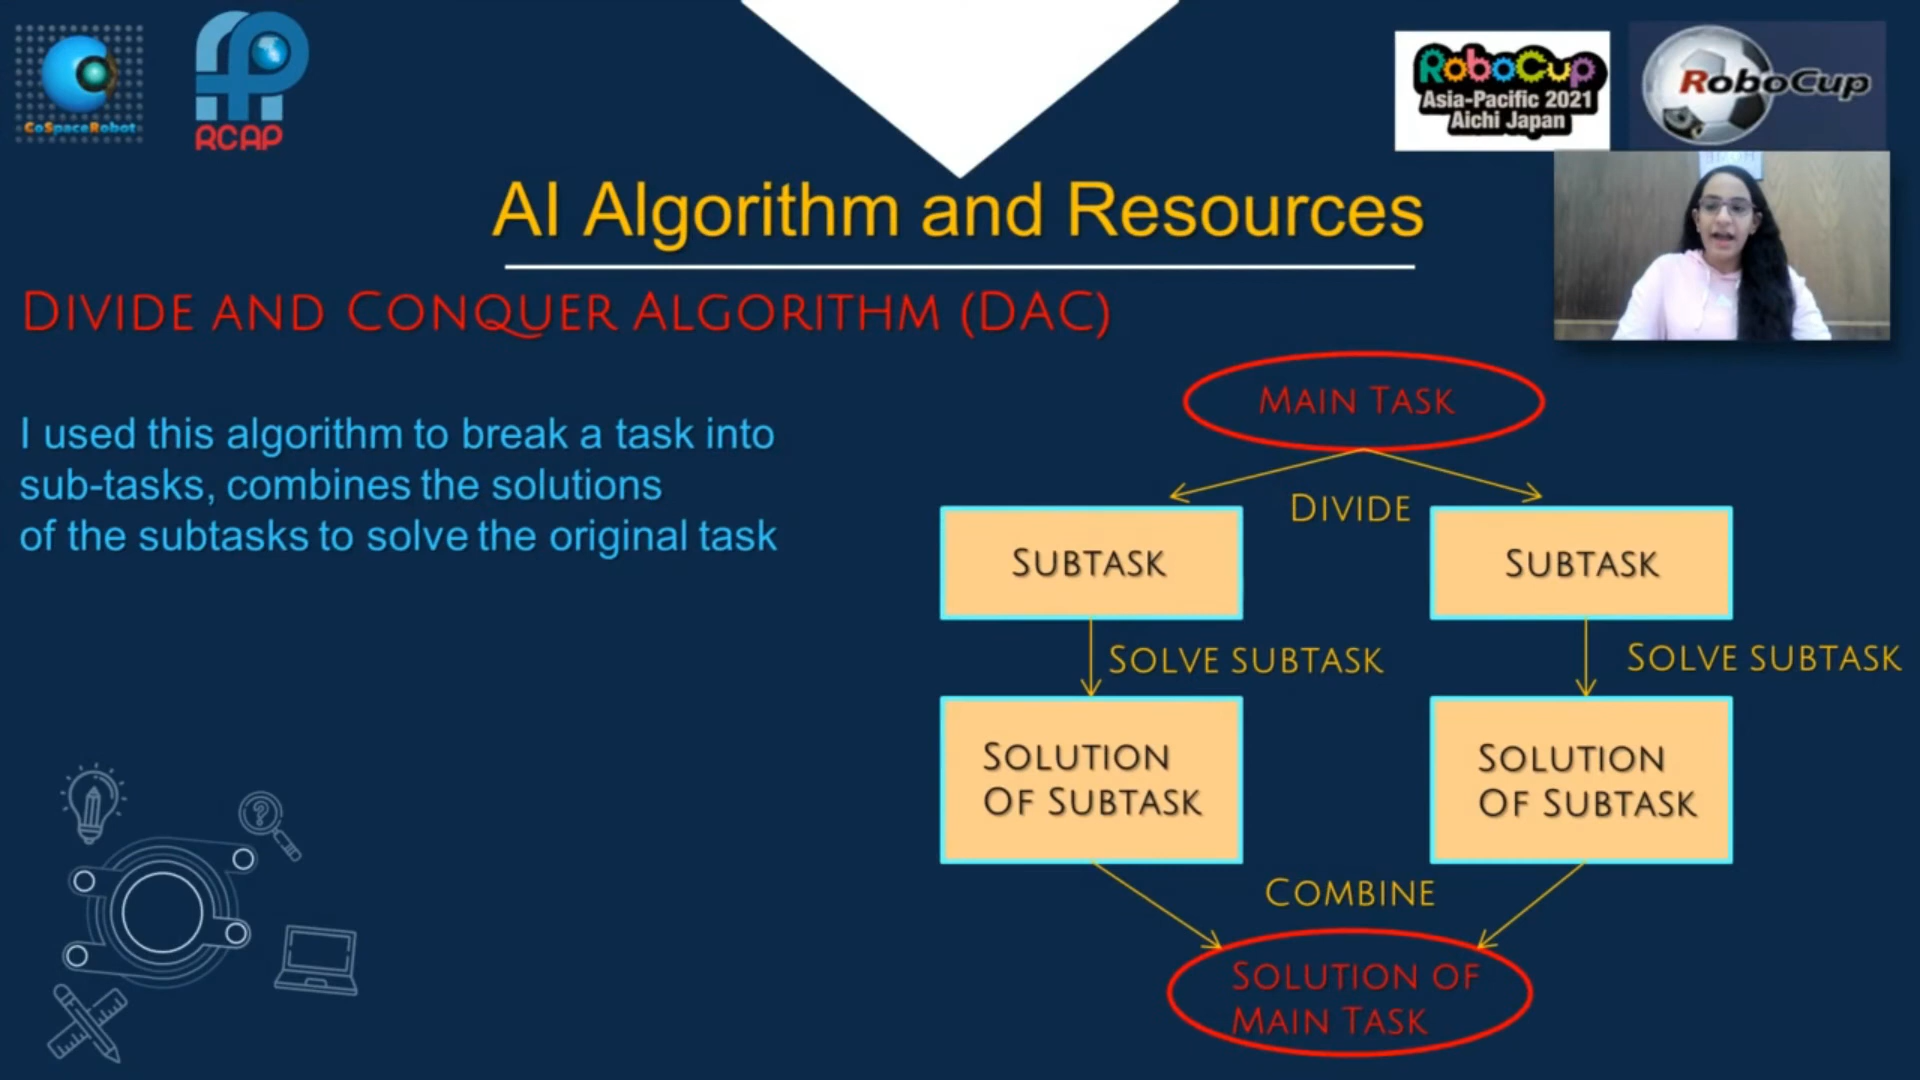 CoSpaceRobot
RCAP
RoboCup
Asia-Pacific 2021
Aichi Japan
RoboCup
AI Algorithm and Resources
Divide and Conquer Algorithm (DAC)
I used this algorithm to break a task into
sub-tasks, combines the solutions
of the subtasks to solve the original task
Main Task
Divide
Subtask
Subtask
Solve subtask
Solve subtask
Solution
of Subtask
Solution
of Subtask
Combine
Solution of
Main Task